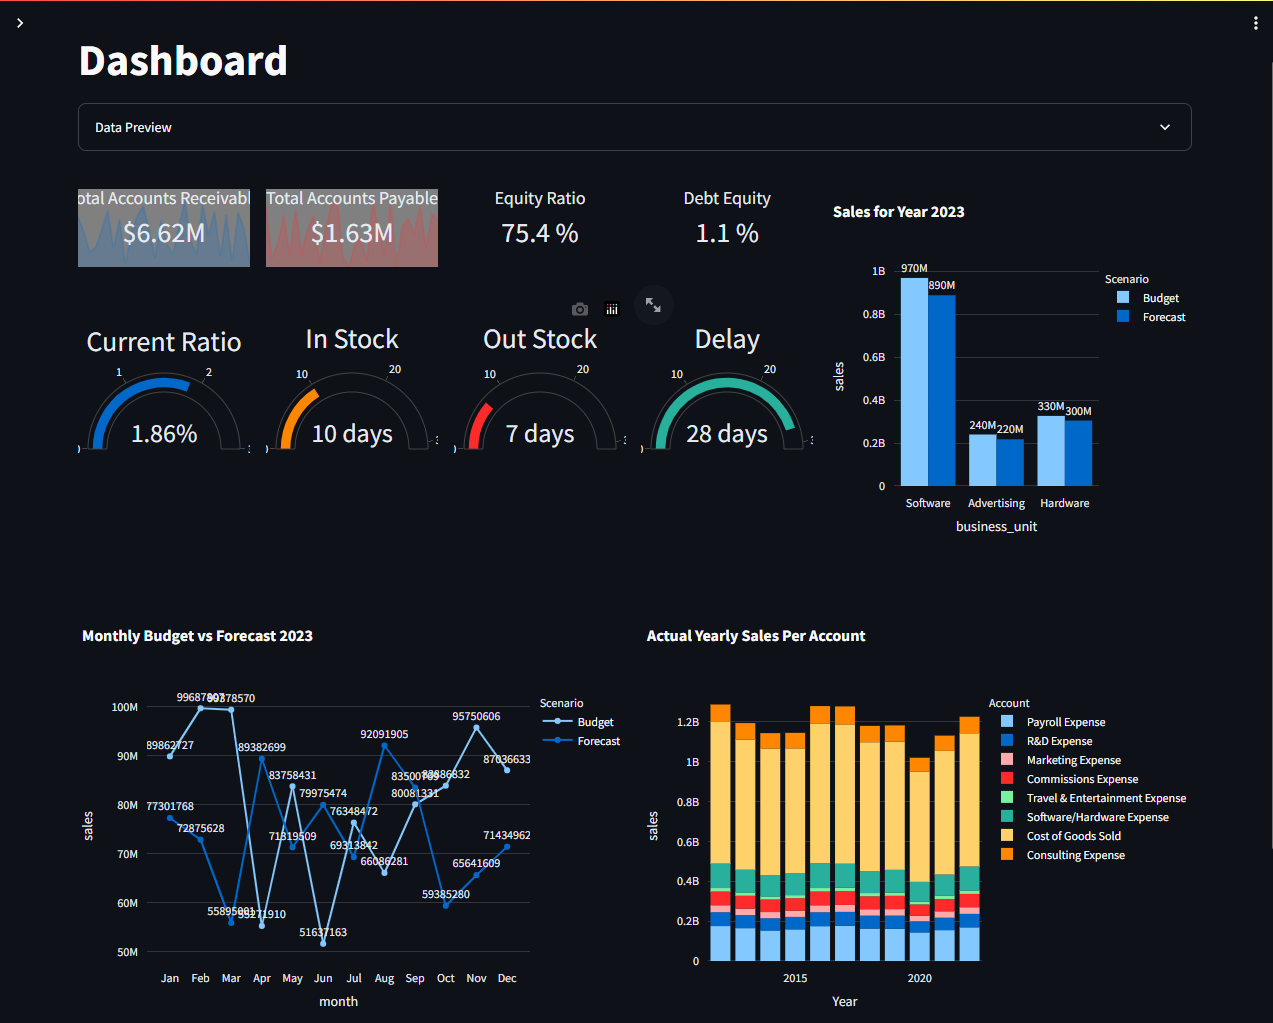 Dashboard
Data Preview
otal Accounts Receivabl
$6.62M
Total Accounts Payable
$1.63M
Equity Ratio
75.4 %
Debt Equity
1.1 %
Current Ratio
1
2
1.86%
In Stock
10
20
10 days
Out Stock
10
20
7 days
Delay
10
20
28 days
Sales for Year 2023
1B
0.8B
0.6B
0.4B
0.2B
0
sales
970M
890M
240M
220M
330M
300M
Software
Advertising
Hardware
business_unit
Scenario
Budget
Forecast
Monthly Budget vs Forecast 2023
100M
90M
80M
70M
60M
50M
sales
89862727
99378570
89382699
83758431
79975474
76348472
92091905
80081331
95750606
87036633
77301768
72875628
59271910
71319509
51637163
69313842
66086281
59385280
65641609
71434962
Jan
Feb
Mar
Apr
May
Jun
Jul
Aug
Sep
Oct
Nov
Dec
month
Scenario
Budget
Forecast
Actual Yearly Sales Per Account
1.2B
1B
0.8B
0.6B
0.4B
0.2B
0
sales
2015
2020
Year
Account
Payroll Expense
R&D Expense
Marketing Expense
Commissions Expense
Travel & Entertainment Expense
Software/Hardware Expense
Cost of Goods Sold
Consulting Expense